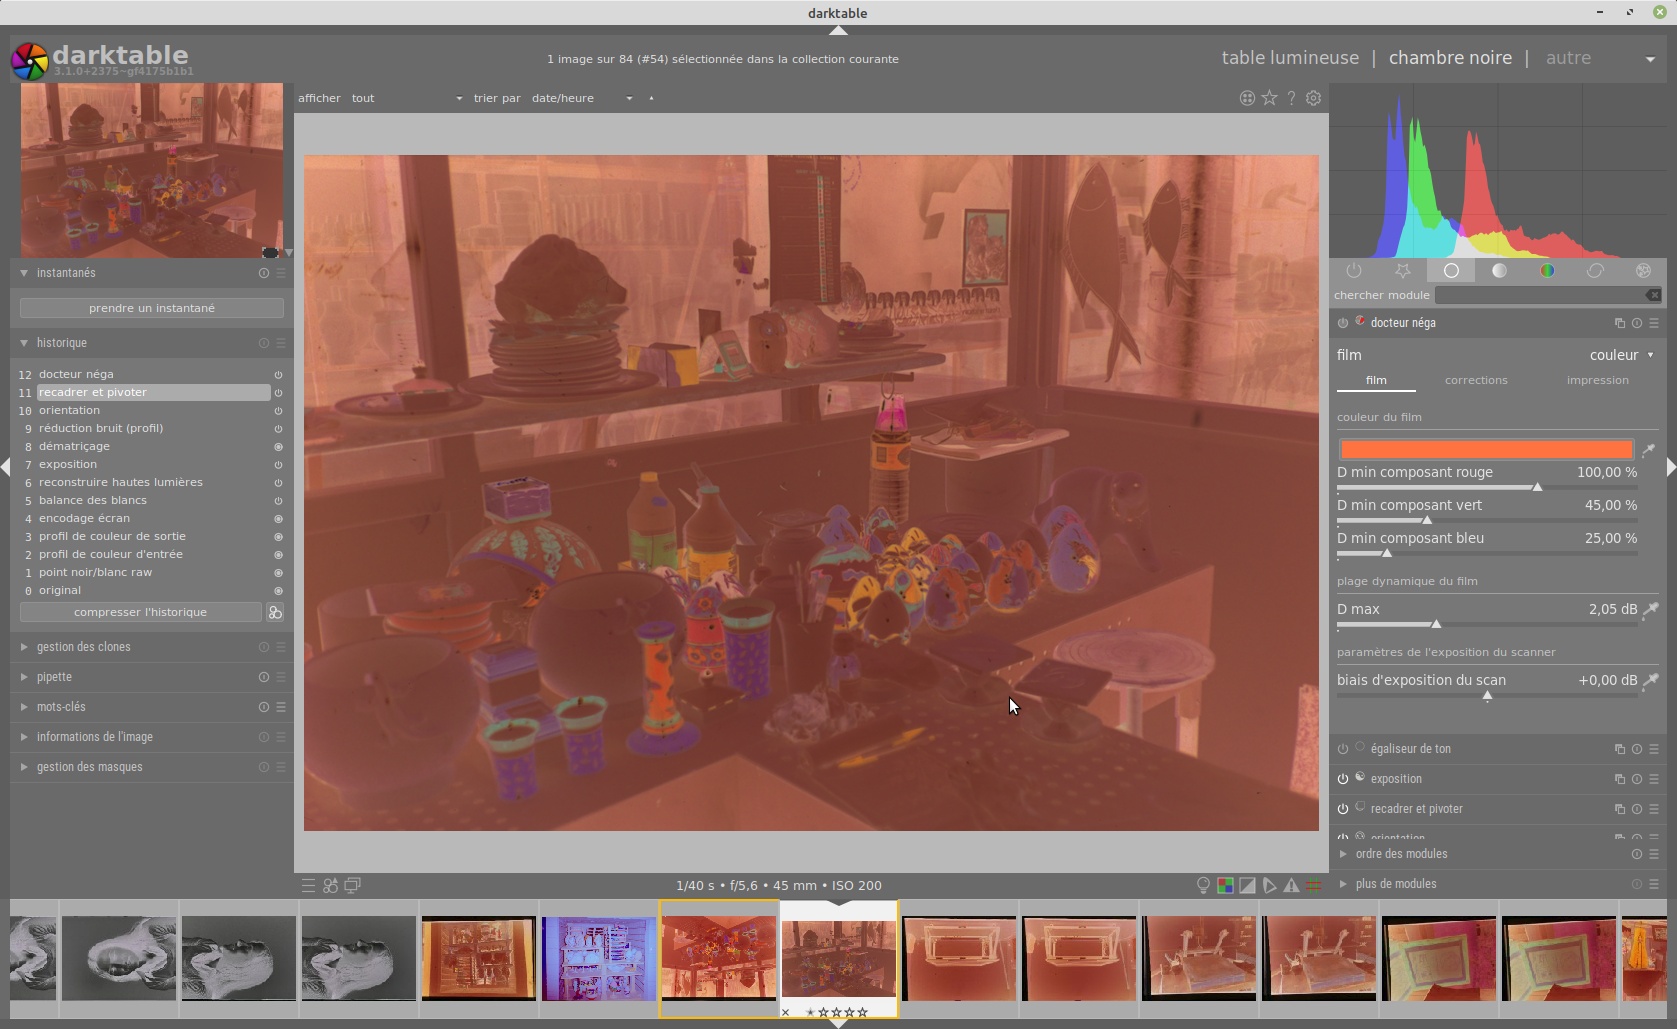 darktable
darktable
3.1.0+2375~gf4175b1b1
1 image sur 84 (#54) sélectionnée dans la collection courante
table lumineuse | chambre noire | autre
afficher tout trier par date/heure
?
instantanés
prendre un instantané
historique
12 docteur néga
11 recadrer et pivoter
10 orientation
9 réduction bruit (profil)
8 dématriçage
7 exposition
6 reconstruire hautes lumières
5 balance des blancs
4 encodage écran
3 profil de couleur de sortie
2 profil de couleur d'entrée
1 point noir/blanc raw
0 original
compresser l'historique
gestion des clones
pipette
mots-clés
informations de l'image
gestion des masques
1/40 s • f/5,6 • 45 mm • ISO 200
chercher module
docteur néga
film couleur
film corrections impression
couleur du film
D min composant rouge 100,00 %
D min composant vert 45,00 %
D min composant bleu 25,00 %
plage dynamique du film
D max 2,05 dB
paramètres de l'exposition du scanner
biais d'exposition du scan +0,00 dB
égaliseur de ton
exposition
recadrer et pivoter
orientation
ordre des modules
plus de modules